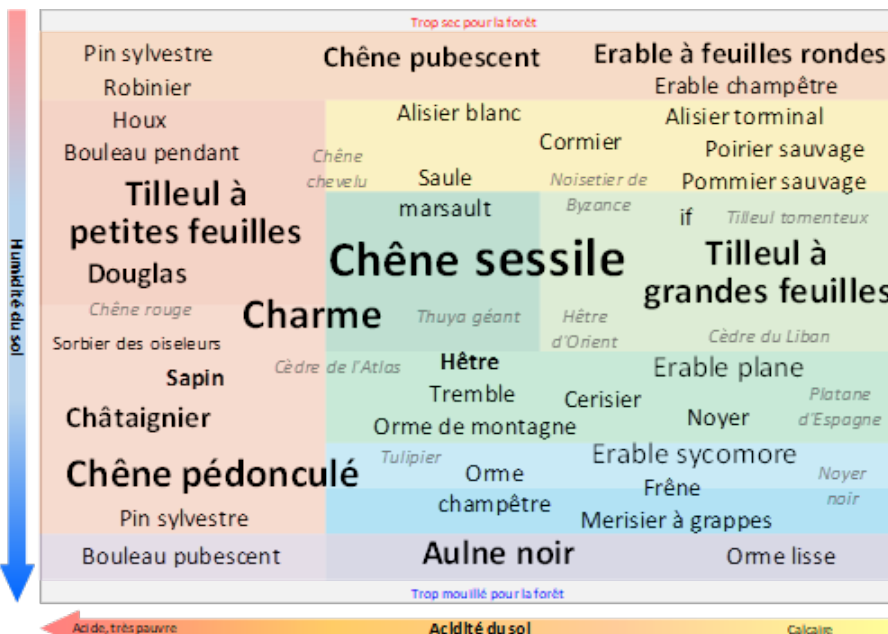 Trop sec pour la forêt
Pin sylvestre
Chêne pubescent
Erable à feuilles rondes
Robinier
Erable champêtre
Houx
Alisier blanc
Alisier torminal
Bouleau pendant
Chêne
chevelu
Cormier
Poirier sauvage
Saule
marsault
Noisetier de
Byzance
Pommier sauvage
Tilleul à
petites feuilles
if
Tilleul tomenteux
Chêne sessile
Tilleul à
grandes feuilles
Douglas
Humidité du sol
Chêne rouge
Charme
Thuya géant
Hêtre
d'Orient
Cèdre du Liban
Sorbier des oiseleurs
Sapin
Cèdre de l'Atlas
Hêtre
Erable plane
Tremble
Cerisier
Platane
d'Espagne
Châtaignier
Orme de montagne
Noyer
Chêne pédonculé
Tulipier
Orme
champêtre
Erable sycomore
Frêne
Noyer
noir
Pin sylvestre
Merisier à grappes
Bouleau pubescent
Aulne noir
Orme lisse
Trop mouillé pour la forêt
Acide, très pauvre
Acidité du sol
Calcaire